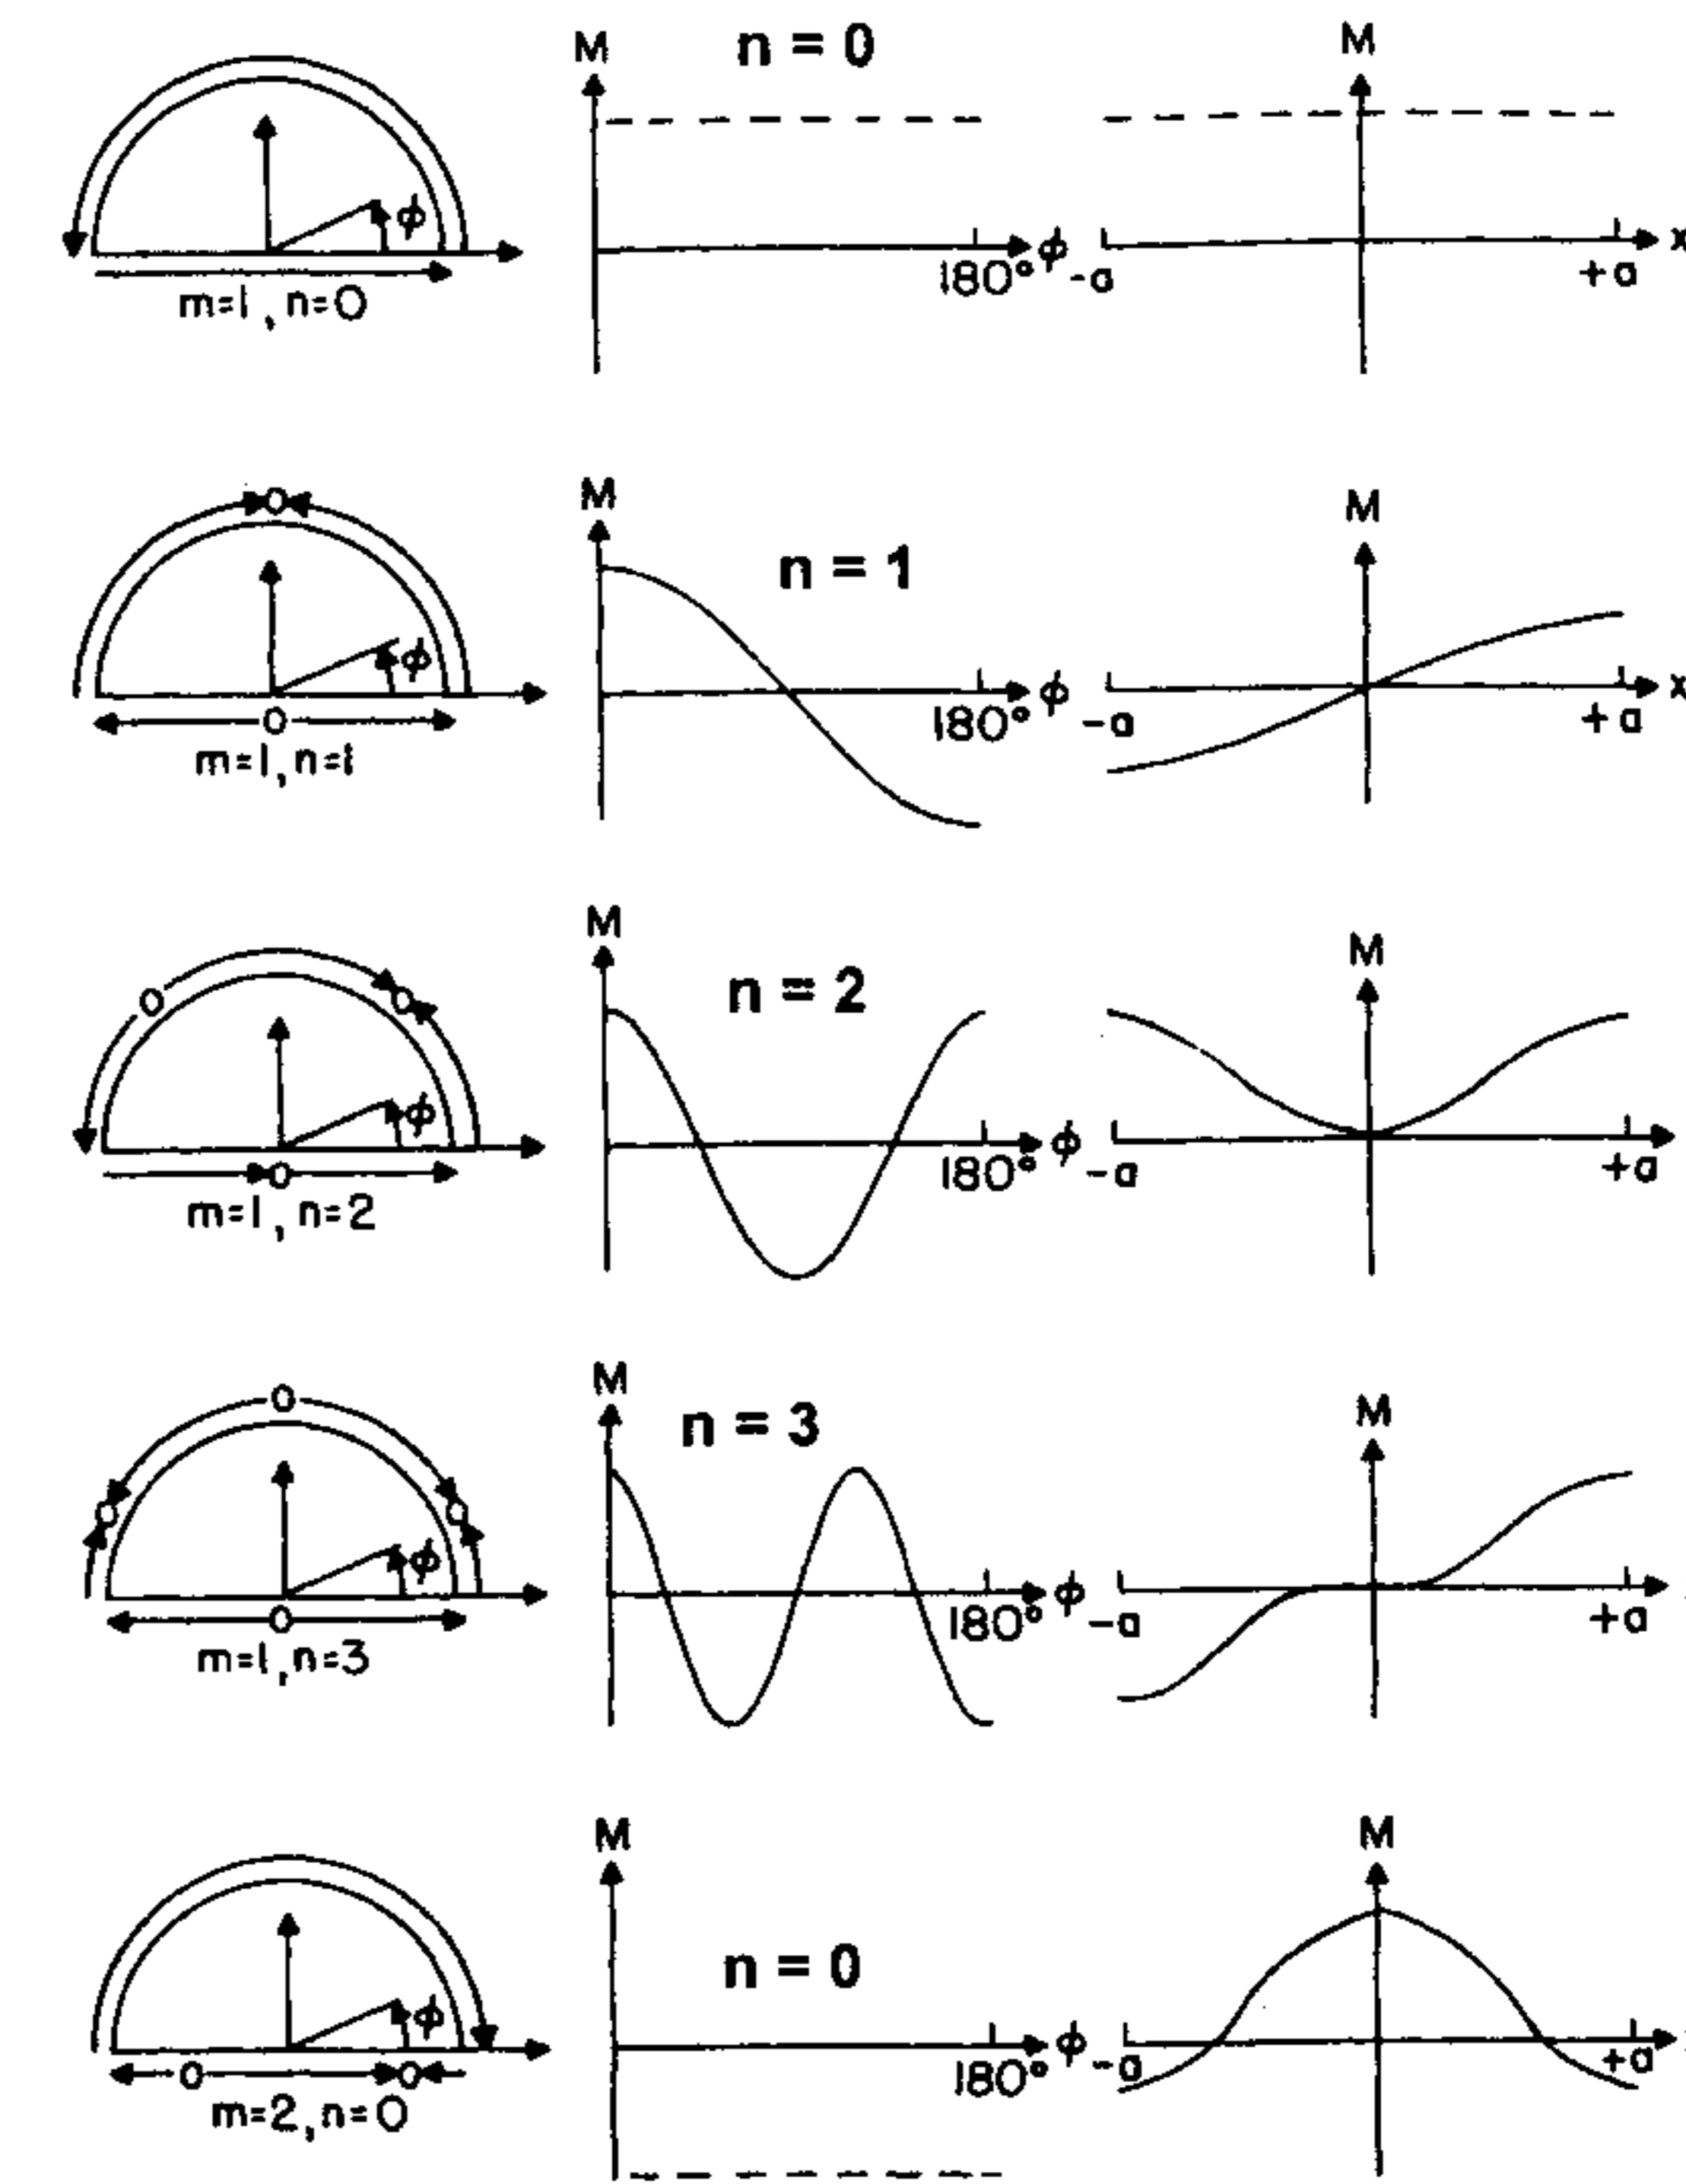 M n = 0 M
ϕ
180° ϕ -a +a x
m=1, n=0
M n = 1 M
0
ϕ
180° ϕ -a +a x
0
m=1, n=1
M n = 2 M
0 0
ϕ
180° ϕ -a +a
0
m=1, n=2
M n = 3 M
0
0 0
ϕ
180° ϕ -a +a
0
m=1, n=3
M M
n = 0
ϕ
180° ϕ -a +a
0 0
m=2, n=0